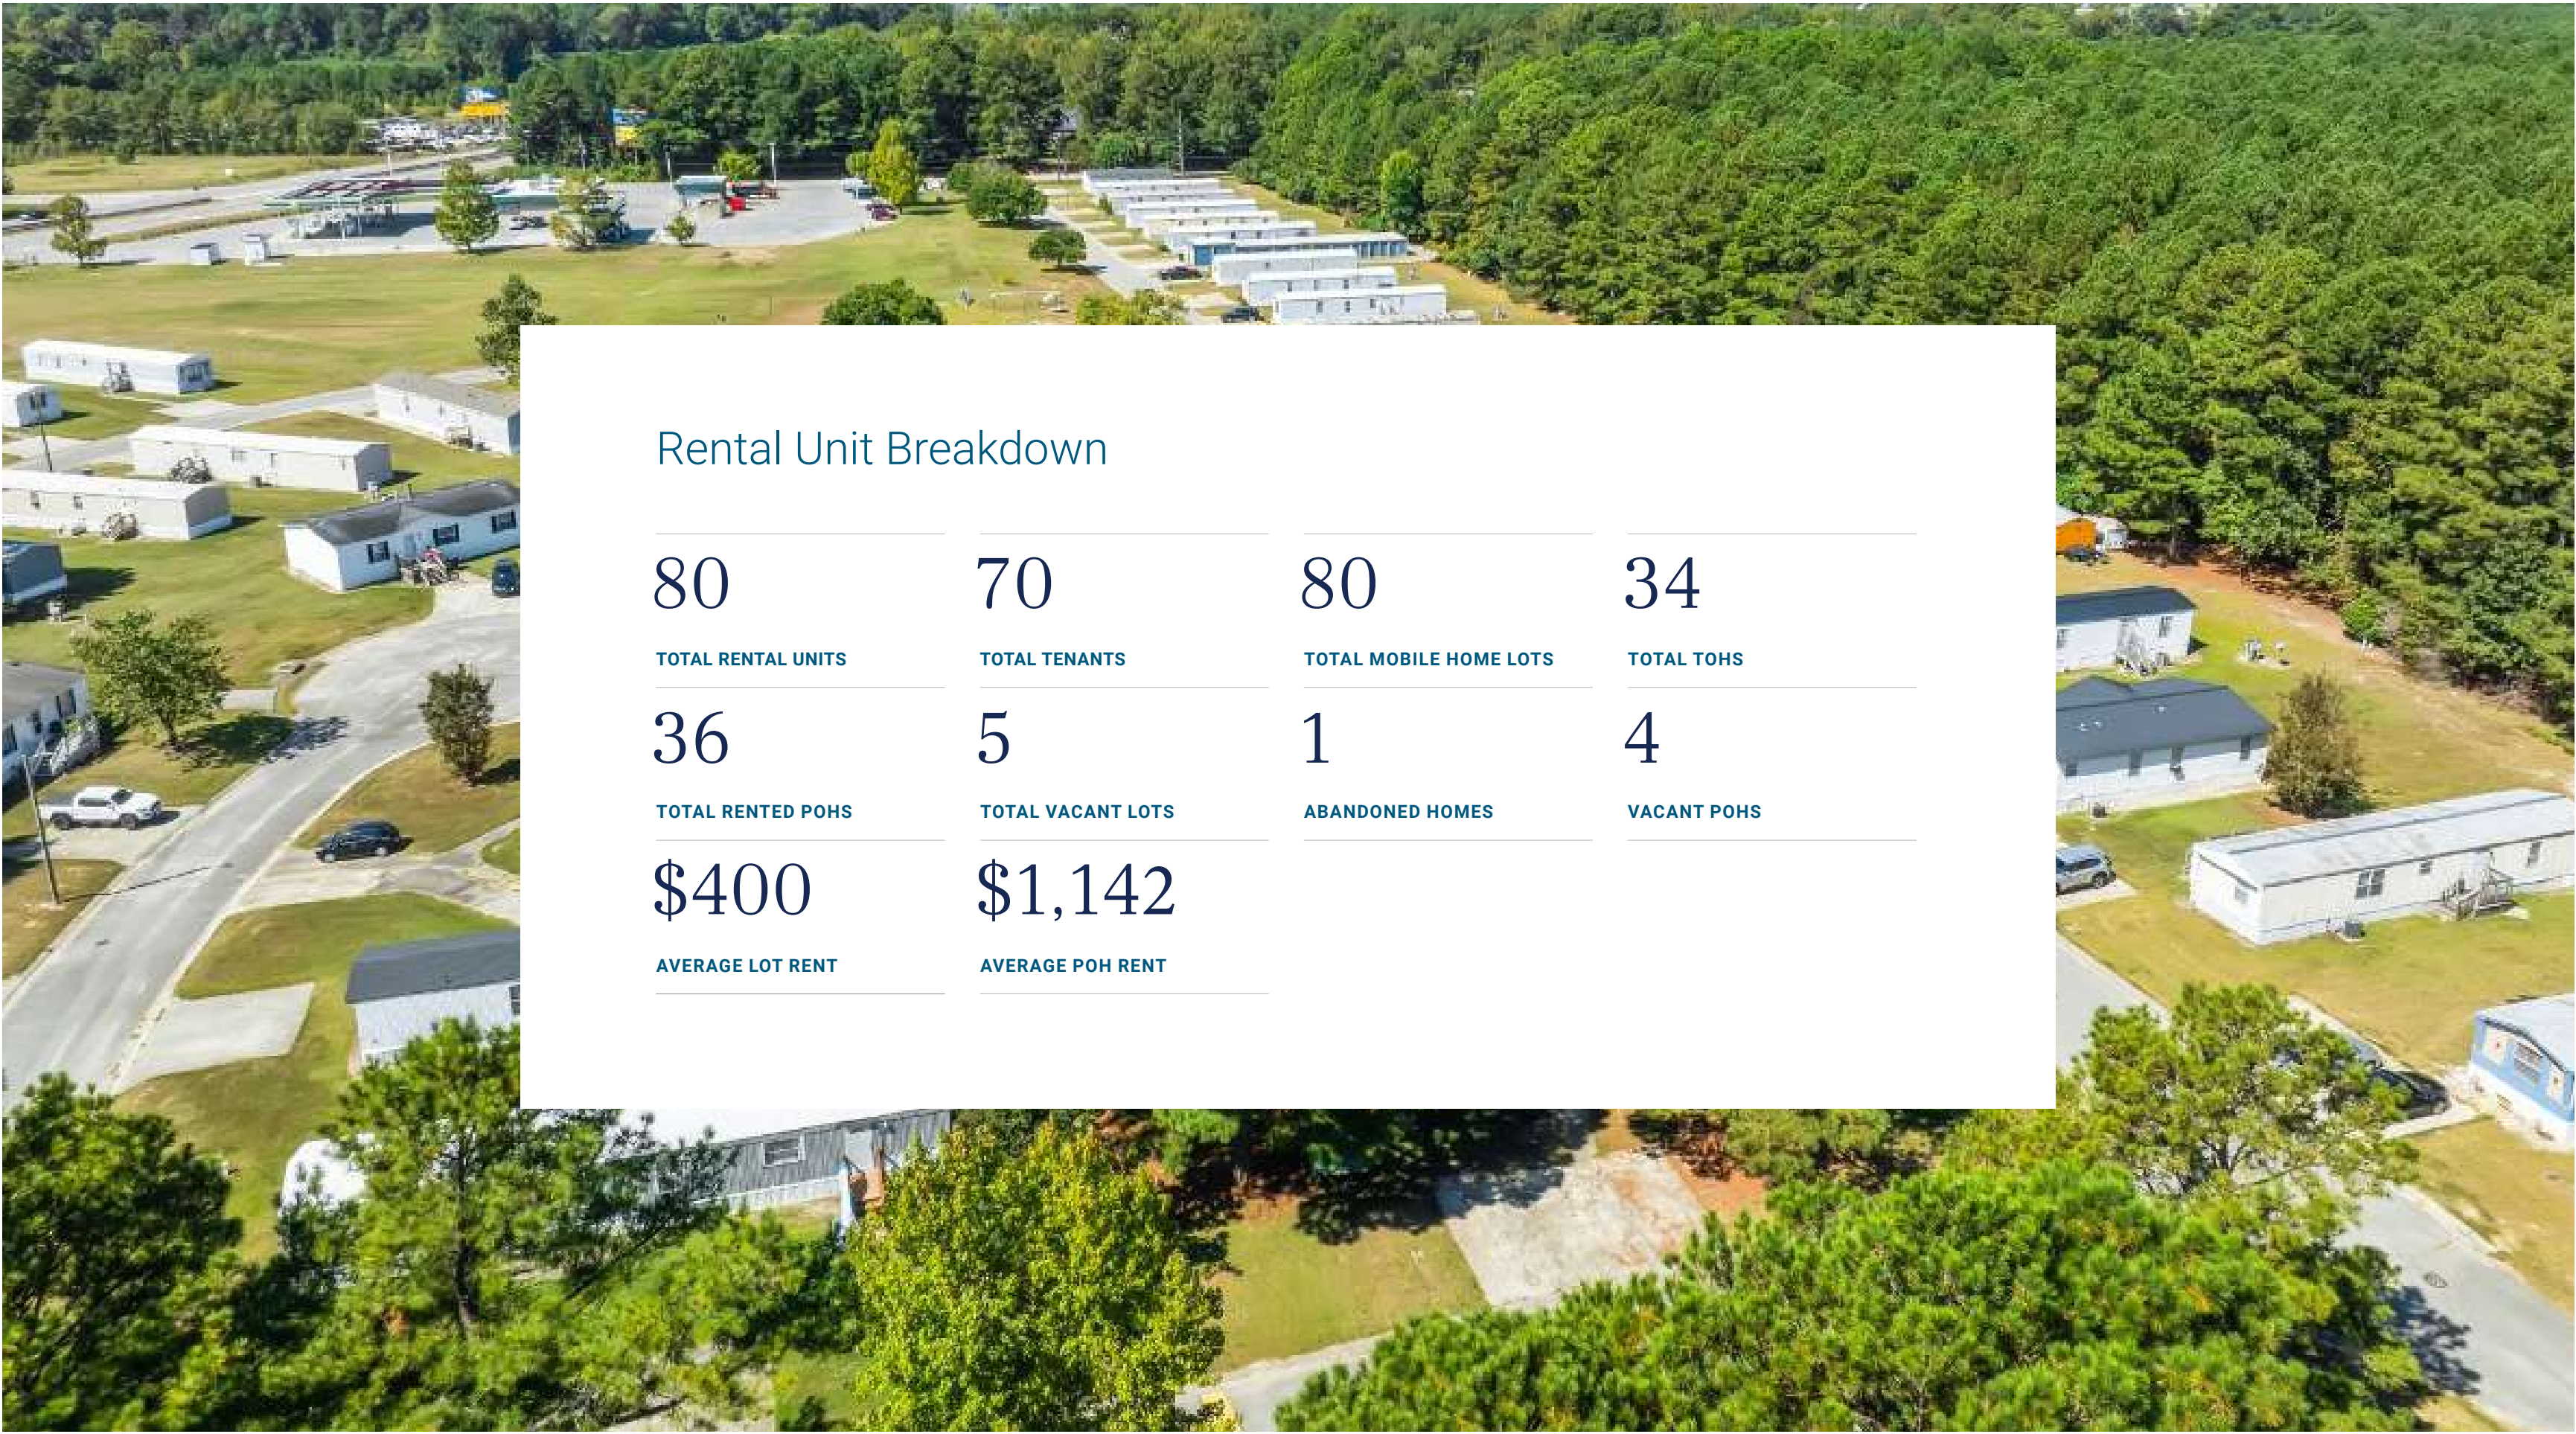 Rental Unit Breakdown
80
70
80
34
TOTAL RENTAL UNITS
TOTAL TENANTS
TOTAL MOBILE HOME LOTS
TOTAL TOHS
36
5
1
4
TOTAL RENTED POHS
TOTAL VACANT LOTS
ABANDONED HOMES
VACANT POHS
$400
$1,142
AVERAGE LOT RENT
AVERAGE POH RENT